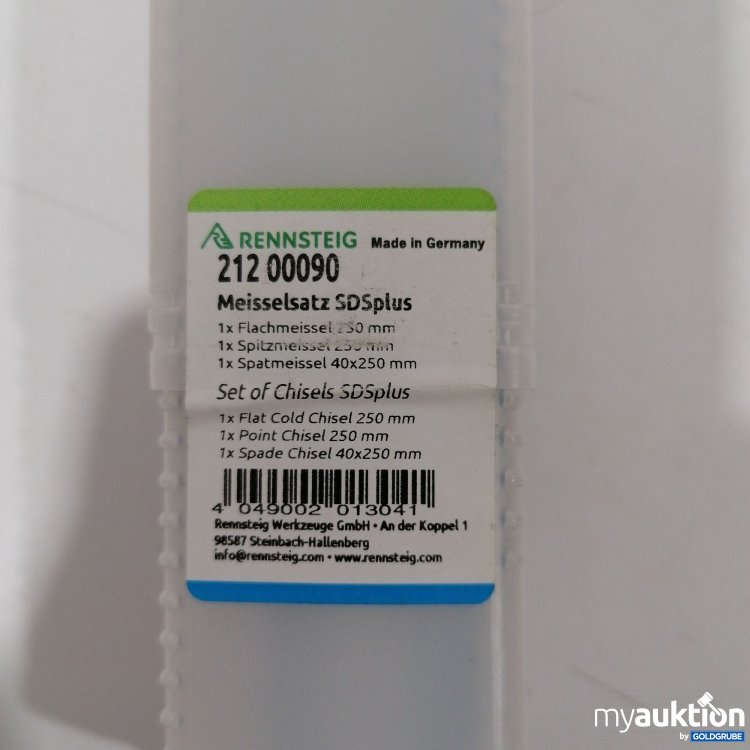 RENNSTEIG Made in Germany
212 00090
Meisselsatz SDSplus
1x Flachmeissel 250 mm
1x Spitzmeissel 250 mm
1x Spatmeissel 40x250 mm
Set of Chisels SDSplus
1x Flat Cold Chisel 250 mm
1x Point Chisel 250 mm
1x Spade Chisel 40x250 mm
4 049002 013041
Rennsteig Werkzeuge GmbH • An der Koppel 1
98587 Steinbach-Hallenberg
info@rennsteig.com • www.rennsteig.com
myauktion
by GOLDGRUBE